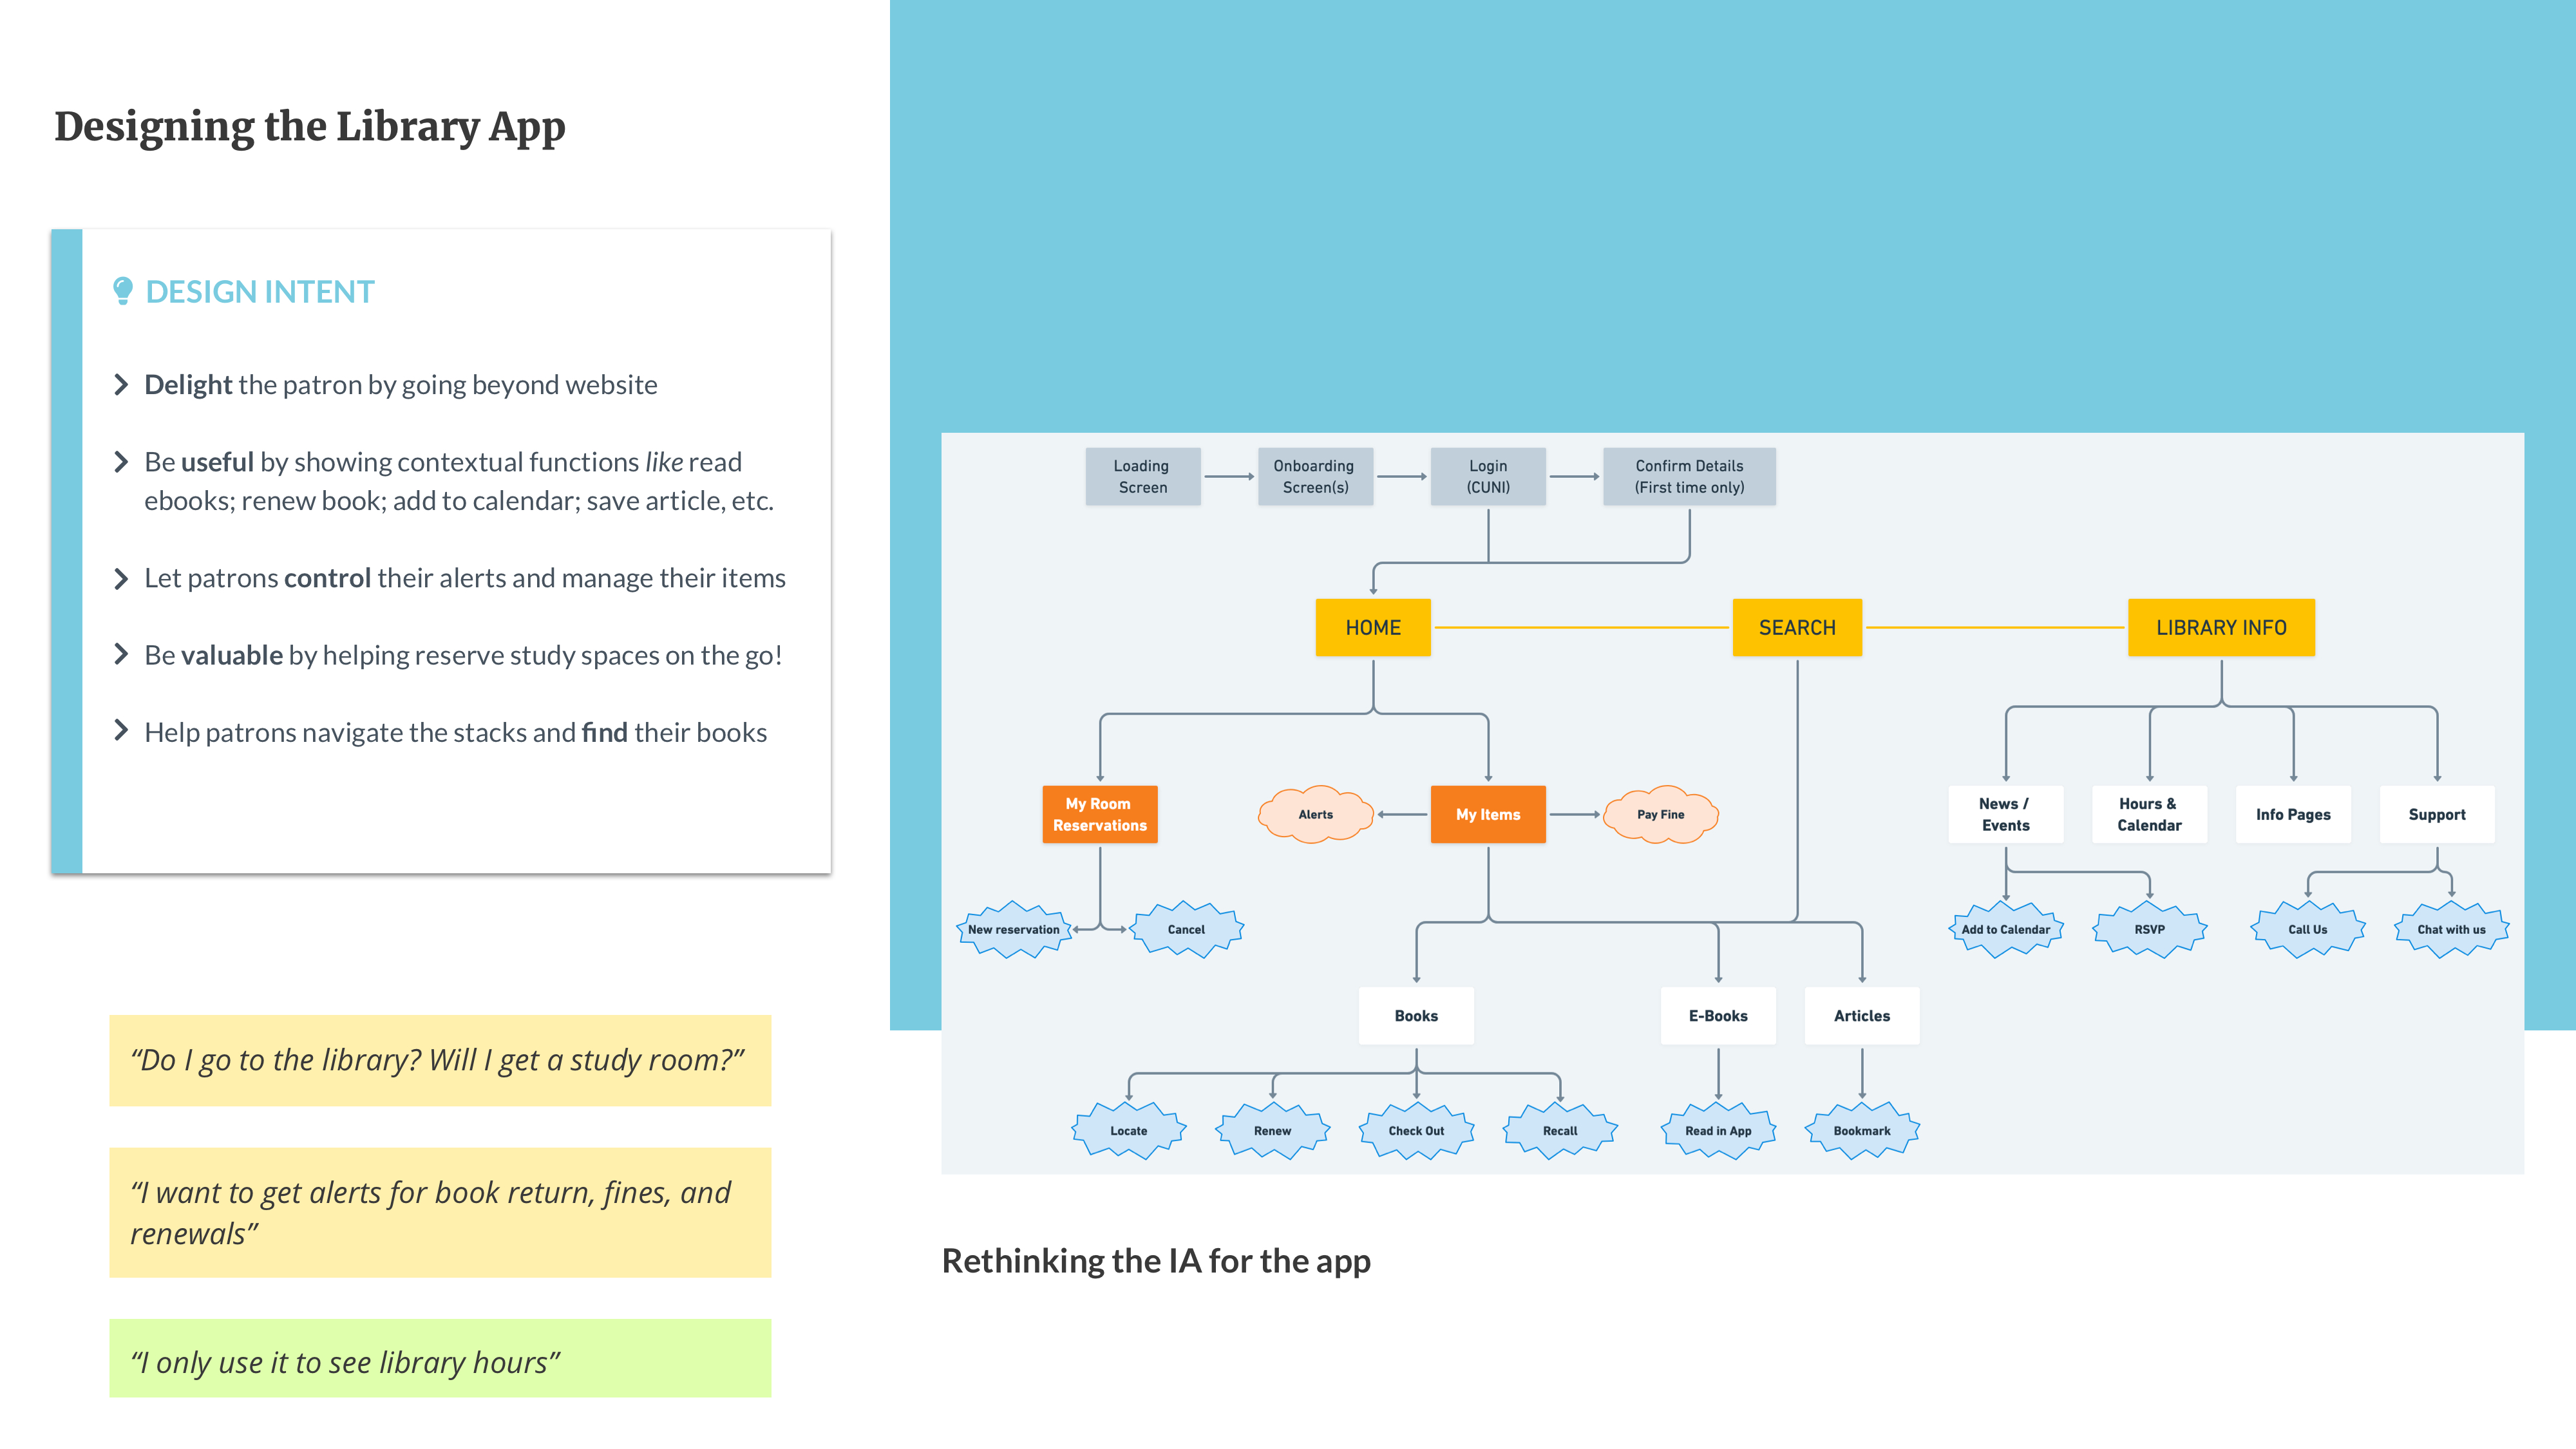 Designing the Library App
DESIGN INTENT
Delight the patron by going beyond website
Be useful by showing contextual functions like read
ebooks; renew book; add to calendar; save article, etc.
Let patrons control their alerts and manage their items
Be valuable by helping reserve study spaces on the go!
Help patrons navigate the stacks and find their books
“Do I go to the library? Will I get a study room?”
“I want to get alerts for book return, fines, and
renewals”
“I only use it to see library hours”
Loading
Screen
Onboarding
Screen(s)
Login
(CUNI)
Confirm Details
(First time only)
HOME
SEARCH
LIBRARY INFO
My Room
Reservations
Alerts
My Items
Pay Fine
News /
Events
Hours &
Calendar
Info Pages
Support
New reservation
Cancel
Add to Calendar
RSVP
Call Us
Chat with us
Books
E-Books
Articles
Locate
Renew
Check Out
Recall
Read in App
Bookmark
Rethinking the IA for the app